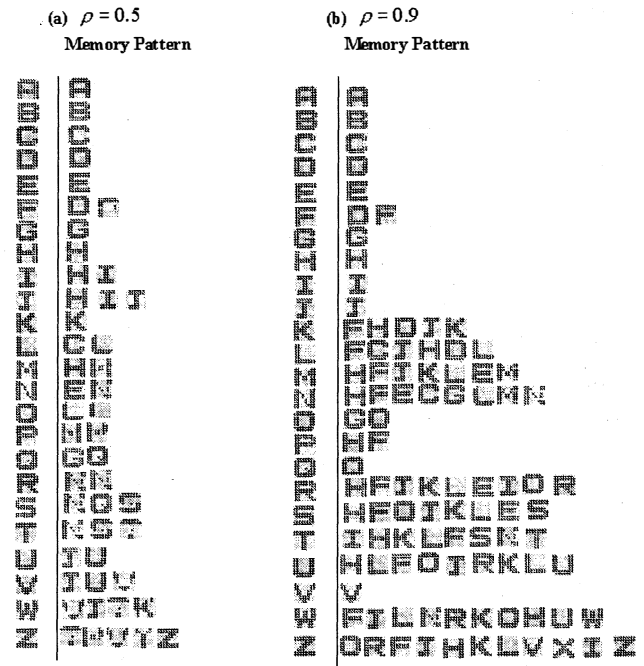 (a) ρ = 0.5
Memory Pattern
A A
B B
C C
D D
E E
F D
G G
H H
I H I
J H I J
K K
L C L
M H M
N E N
O L
P
Q G Q
R N
S N Q S
T N S
U U
V U V
W V K
Z V Y Z
(b) ρ = 0.9
Memory Pattern
A A
B B
C C
D D
E E
F D F
G G
H H
I I
J J
K F H D J K
L F C J H D L
M H F I K L E M
N H F E C G L M N
O G O
P H F
Q O
R H F I K L E I O R
S H F O I K L E S
T I H K L F S N T
U H L F O I R K L U
V V
W F I L N R K O H U W
Z O R F I H K L V X I Z